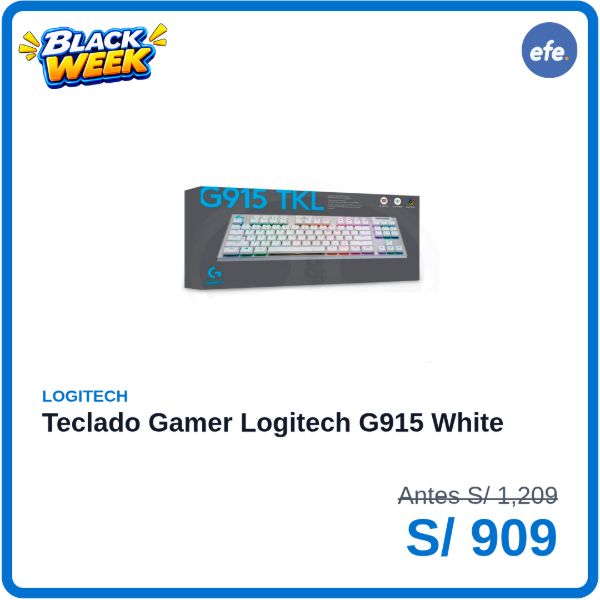 BLACK
WEEK
efe.
G915 TKL
LOGITECH
Teclado Gamer Logitech G915 White
Antes S/ 1,209
S/ 909